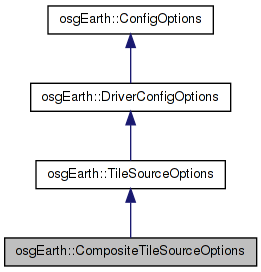 osgEarth::ConfigOptions
osgEarth::DriverConfigOptions
osgEarth::TileSourceOptions
osgEarth::CompositeTileSourceOptions